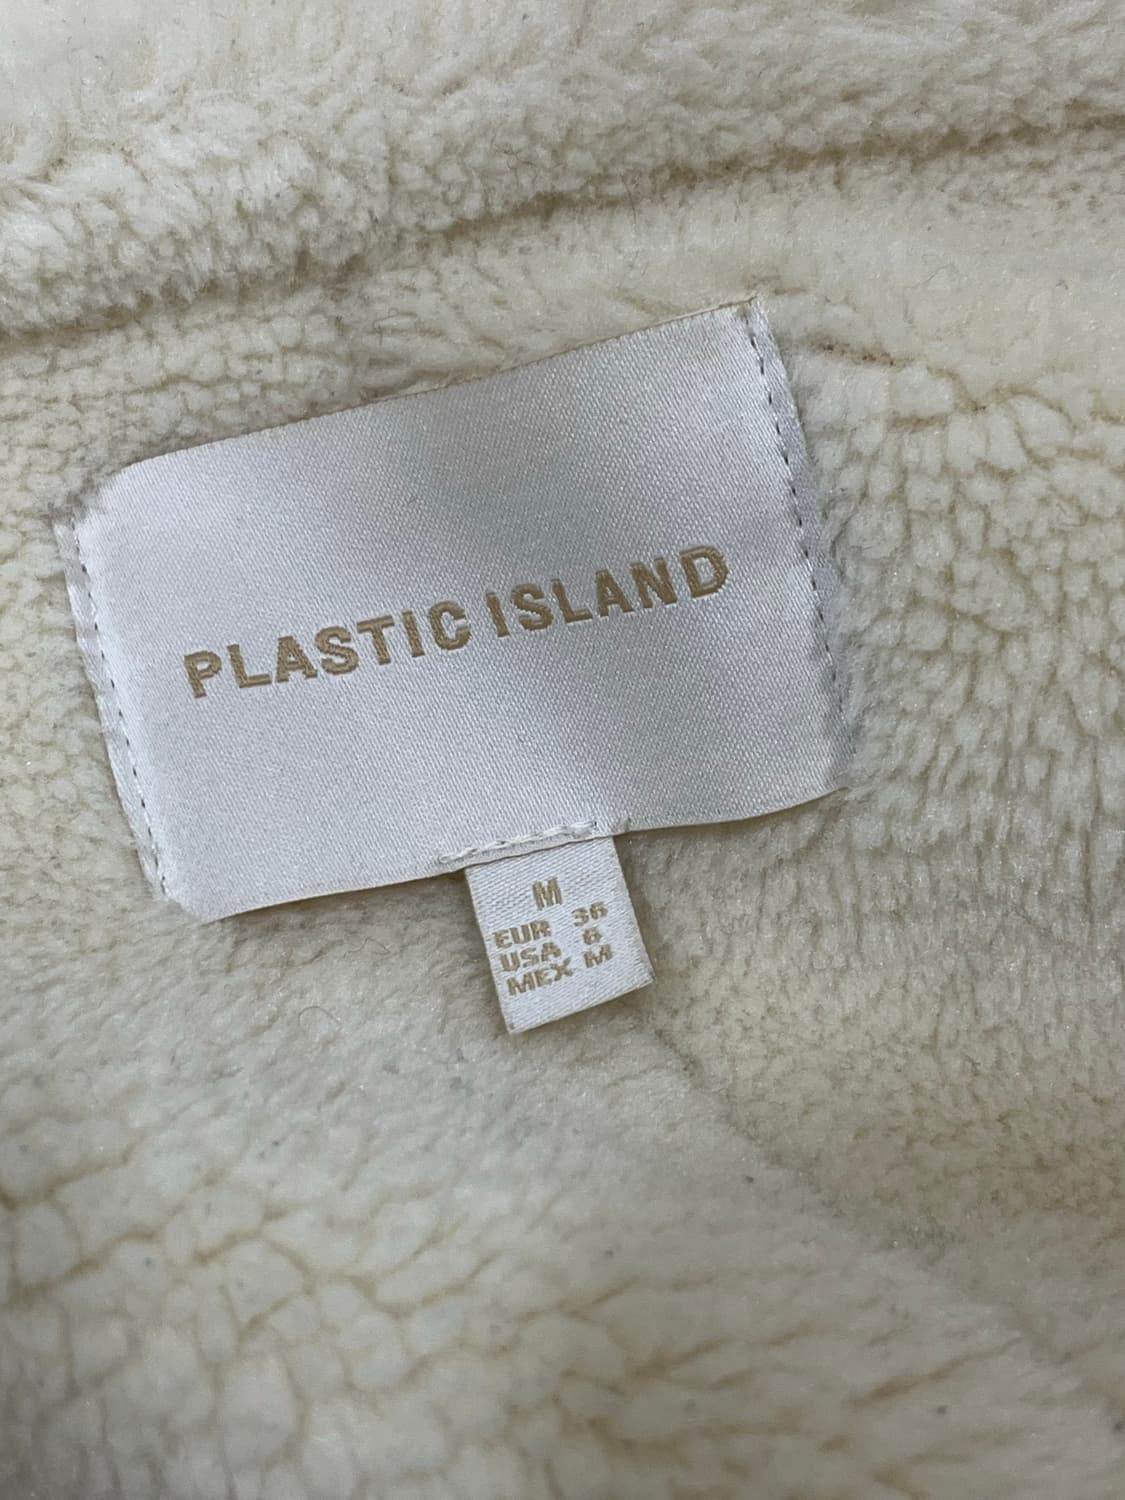 PLASTIC ISLAND
M
EUR 36
USA 6
MEX M